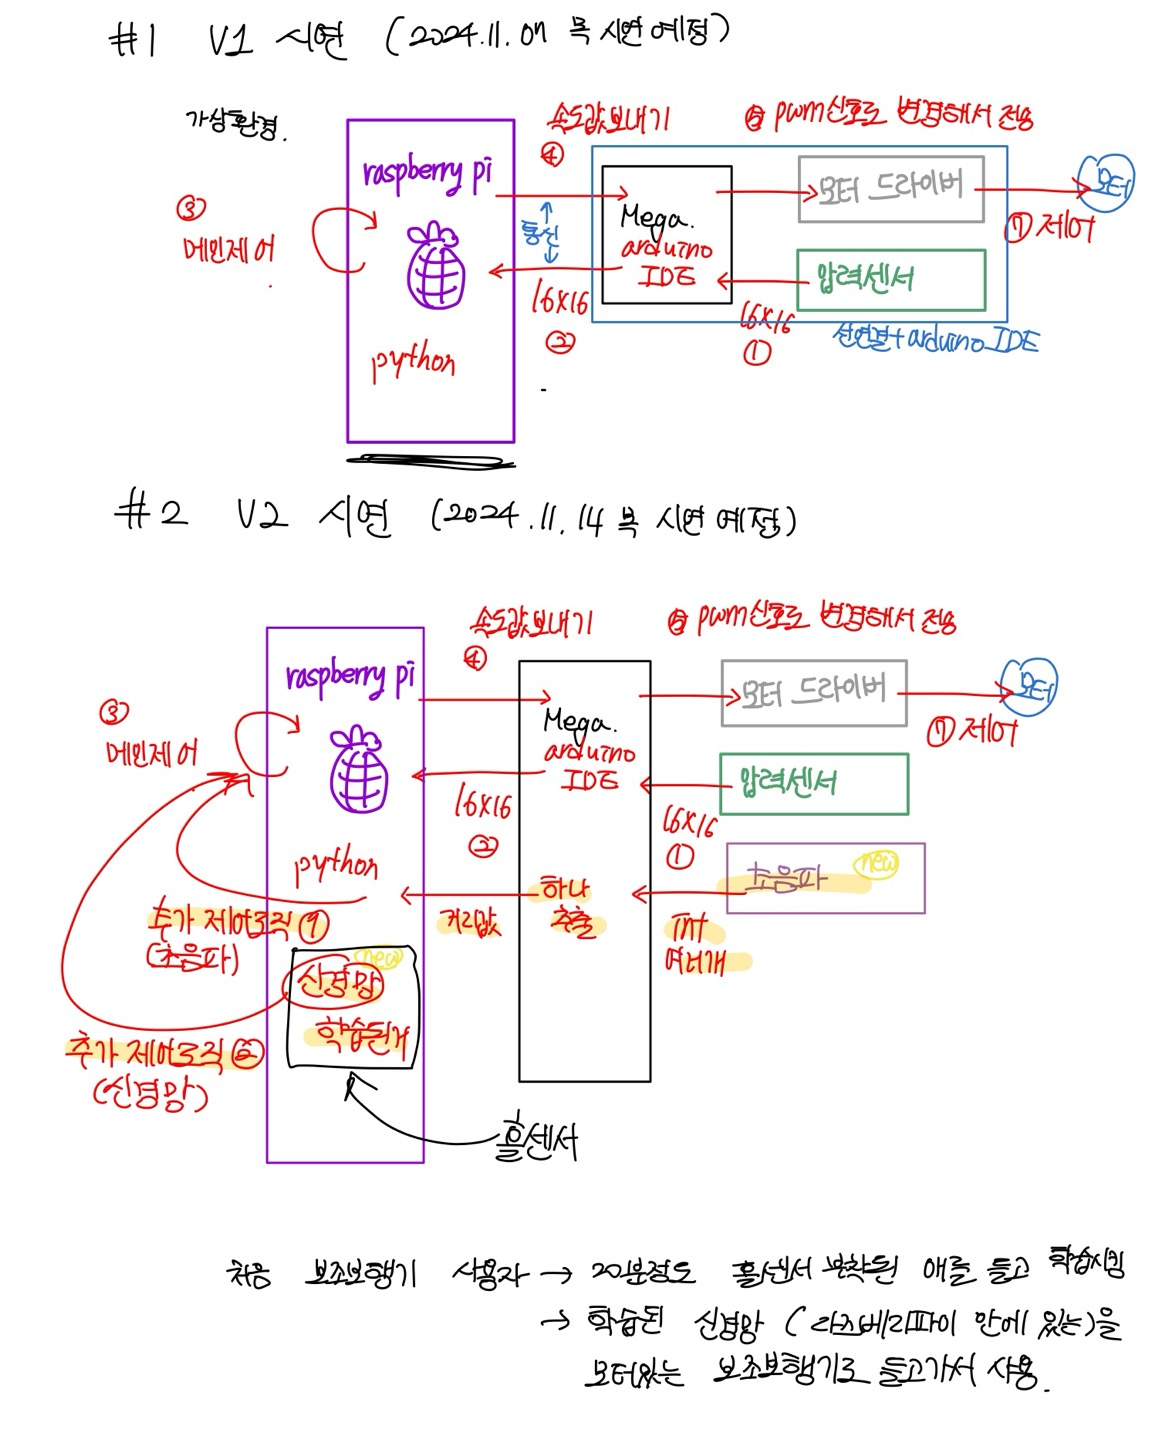 #1 V1 시연 (2024.11.07 목 시연예정)
가상환경.
속도값보내기
④
⑤ pwm신호로 변경해서 전송
raspberry pi
③
메인제어
python
통신
16X16
②
Mega.
arduino
IDE
모터 드라이버
모터
⑦ 제어
압력센서
16X16
①
선연결+arduino IDE
#2 V2 시연 (2024.11.14 목 시연예정)
속도값보내기
④
⑤ pwm신호로 변경해서 전송
raspberry pi
③
메인제어
python
Mega.
arduino
IDE
16X16
②
모터 드라이버
모터
⑦ 제어
압력센서
16X16
①
초음파 new
하나
추출
거리값
int
여러개
추가 제어로직
(초음파)
new
신경망
학습된거
추가 제어로직
(신경망)
홀센서
처음 보조보행기 사용자 → 20분정도 홀센서 부착된 애를 들고 학습시킴
→ 학습된 신경망 (라즈베리파이 안에 있는)을
모터있는 보조보행기로 들고가서 사용.